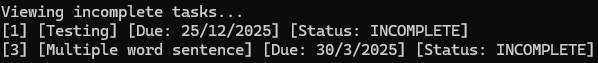 Viewing incomplete tasks...
[1] [Testing] [Due: 25/12/2025] [Status: INCOMPLETE]
[3] [Multiple word sentence] [Due: 30/3/2025] [Status: INCOMPLETE]